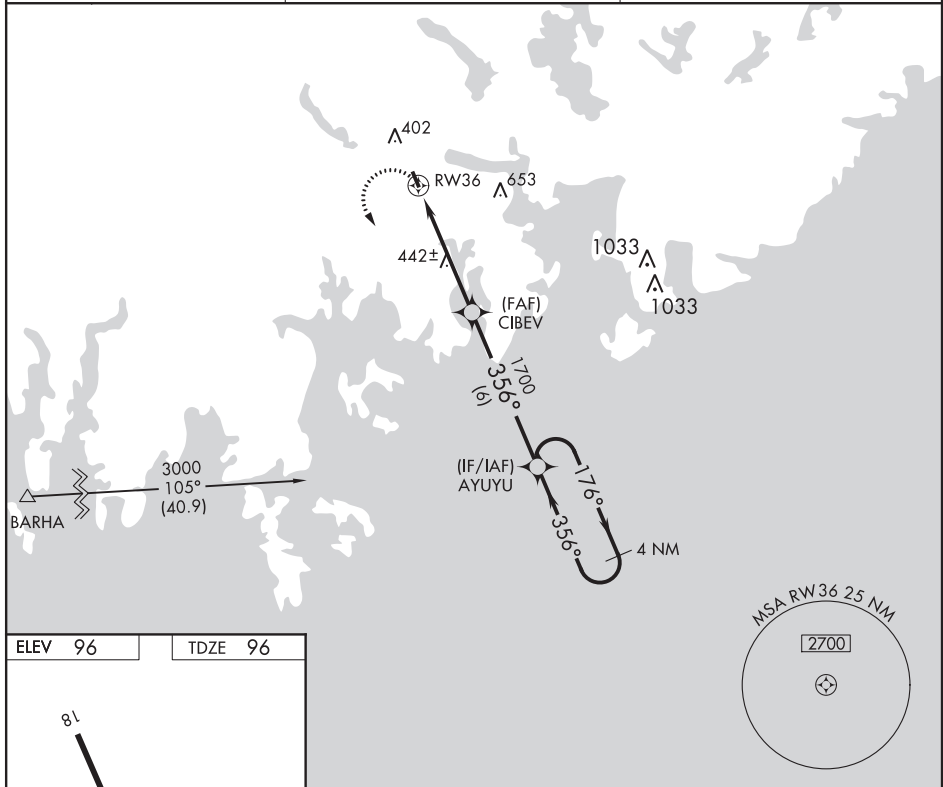 402
RW36
653
442±
1033
1033
(FAF)
CIBEV
1700
356°
(6)
(IF/IAF)
AYUYU
176°
356°
4 NM
3000
105°
(40.9)
BARHA
MSA RW36 25 NM
2700
ELEV 96
TDZE 96
18